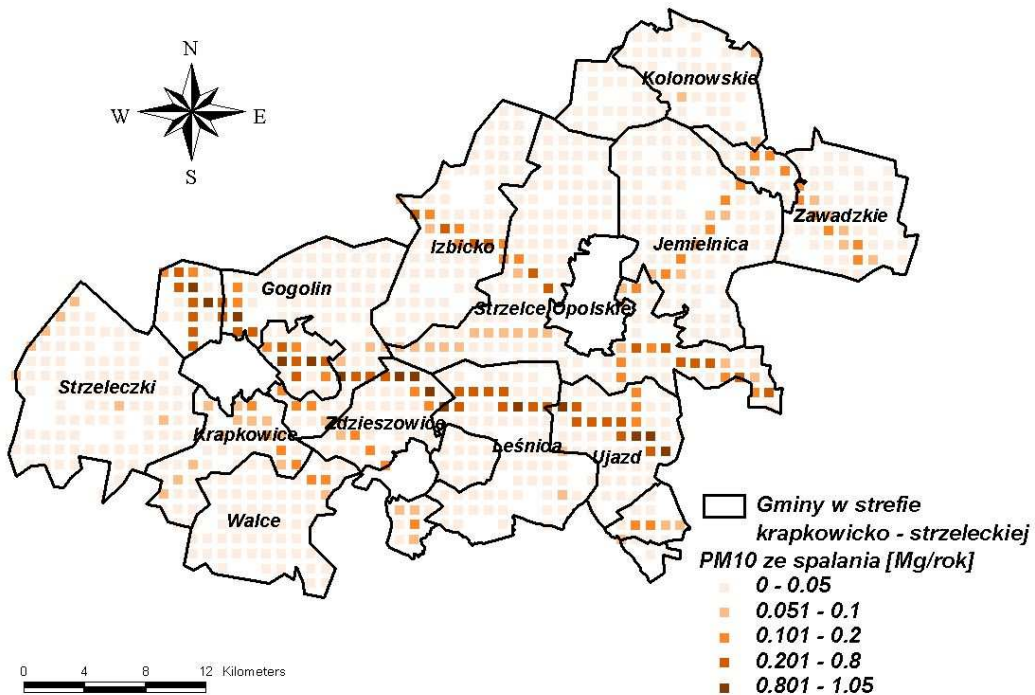 N
W E
S
Kolonowskie
Zawadzkie
Izbicko
Jemielnica
Gogolin
Strzelce Opolskie
Strzeleczki
Krapkowice
Zdzieszowice
Leśnica
Ujazd
Walce
Gminy w strefie
krapkowicko - strzeleckiej
PM10 ze spalania [Mg/rok]
0 - 0.05
0.051 - 0.1
0.101 - 0.2
0.201 - 0.8
0.801 - 1.05
0 4 8 12 Kilometers